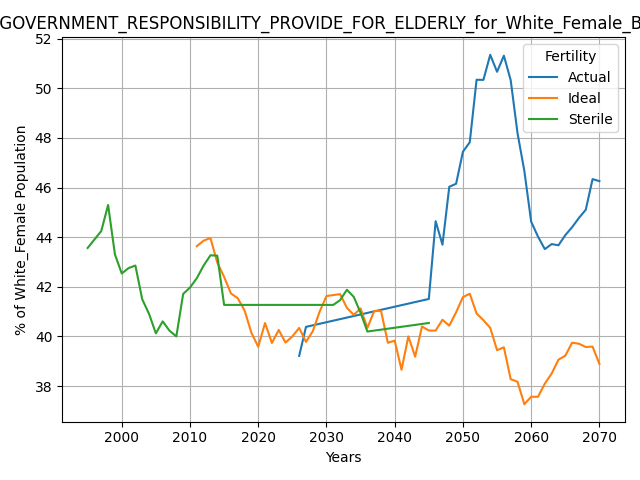 GOVERNMENT_RESPONSIBILITY_PROVIDE_FOR_ELDERLY_for_White_Female_B
52
50
48
46
44
42
40
38
% of White_Female Population
Fertility
Actual
Ideal
Sterile
2000
2010
2020
2030
2040
2050
2060
2070
Years